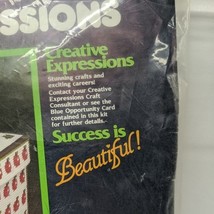 SSIONS
Creative
Expressions
Stunning crafts and
exciting careers!
Contact your Creative
Expressions Craft
Consultant or see the
Blue Opportunity Card
contained in this kit
for further details.
Success is
Beautiful!